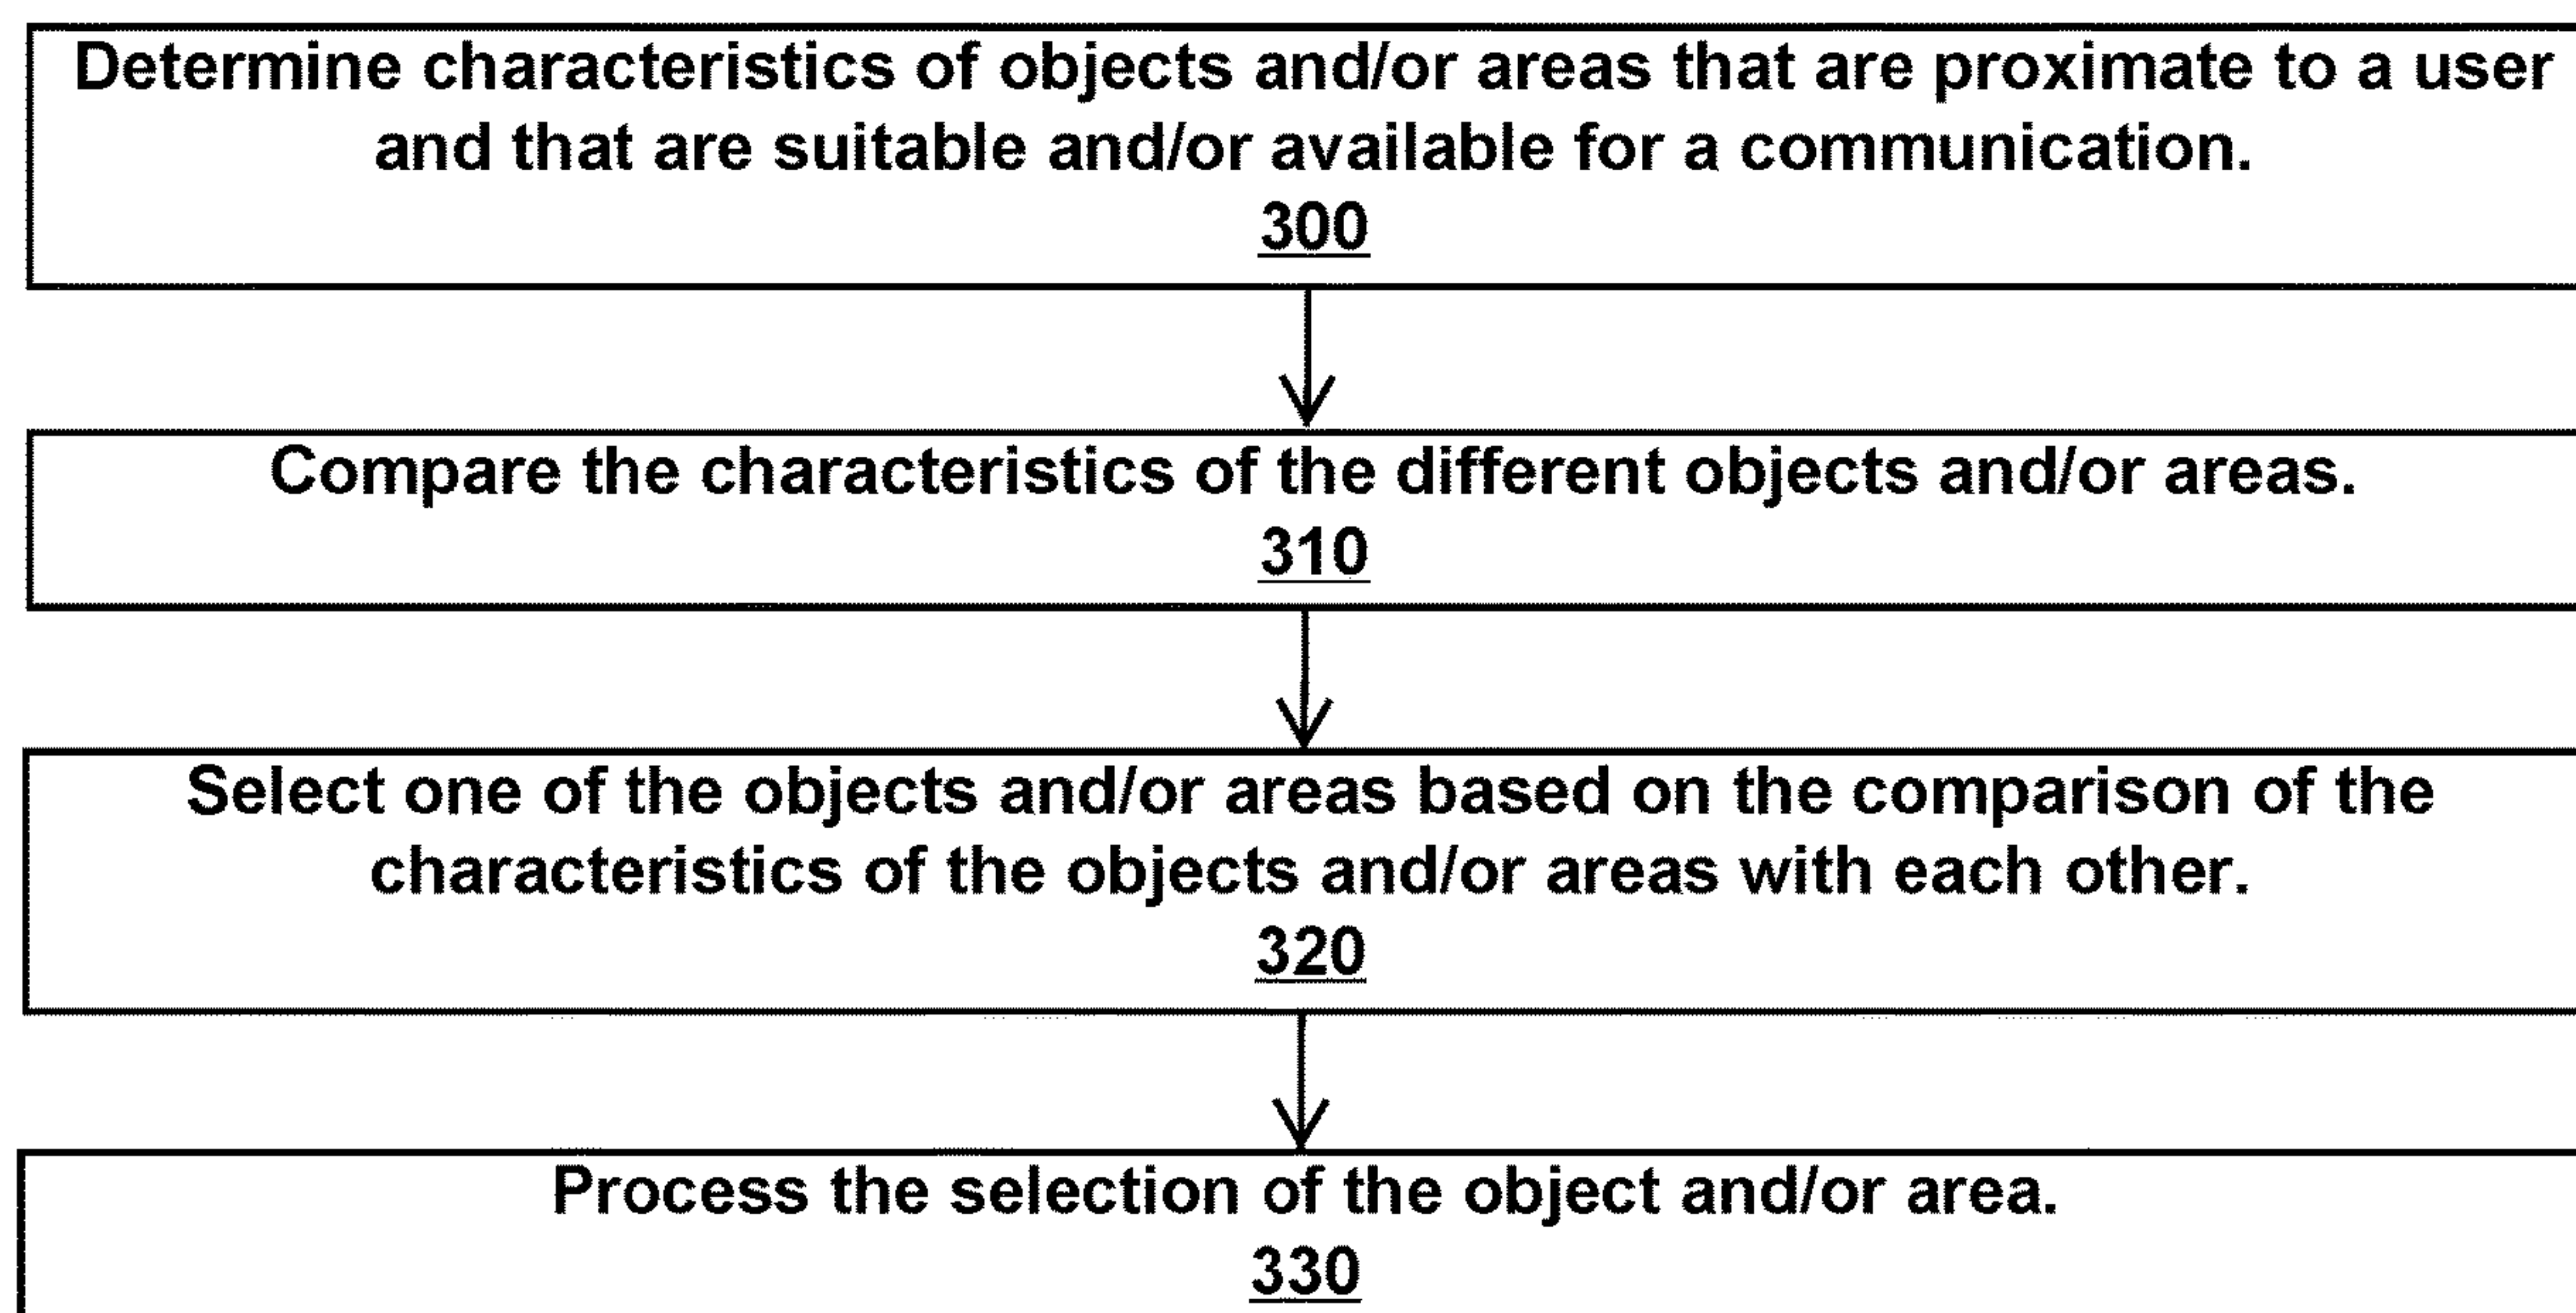 Determine characteristics of objects and/or areas that are proximate to a user
and that are suitable and/or available for a communication.
300
Compare the characteristics of the different objects and/or areas.
310
Select one of the objects and/or areas based on the comparison of the
characteristics of the objects and/or areas with each other.
320
Process the selection of the object and/or area.
330